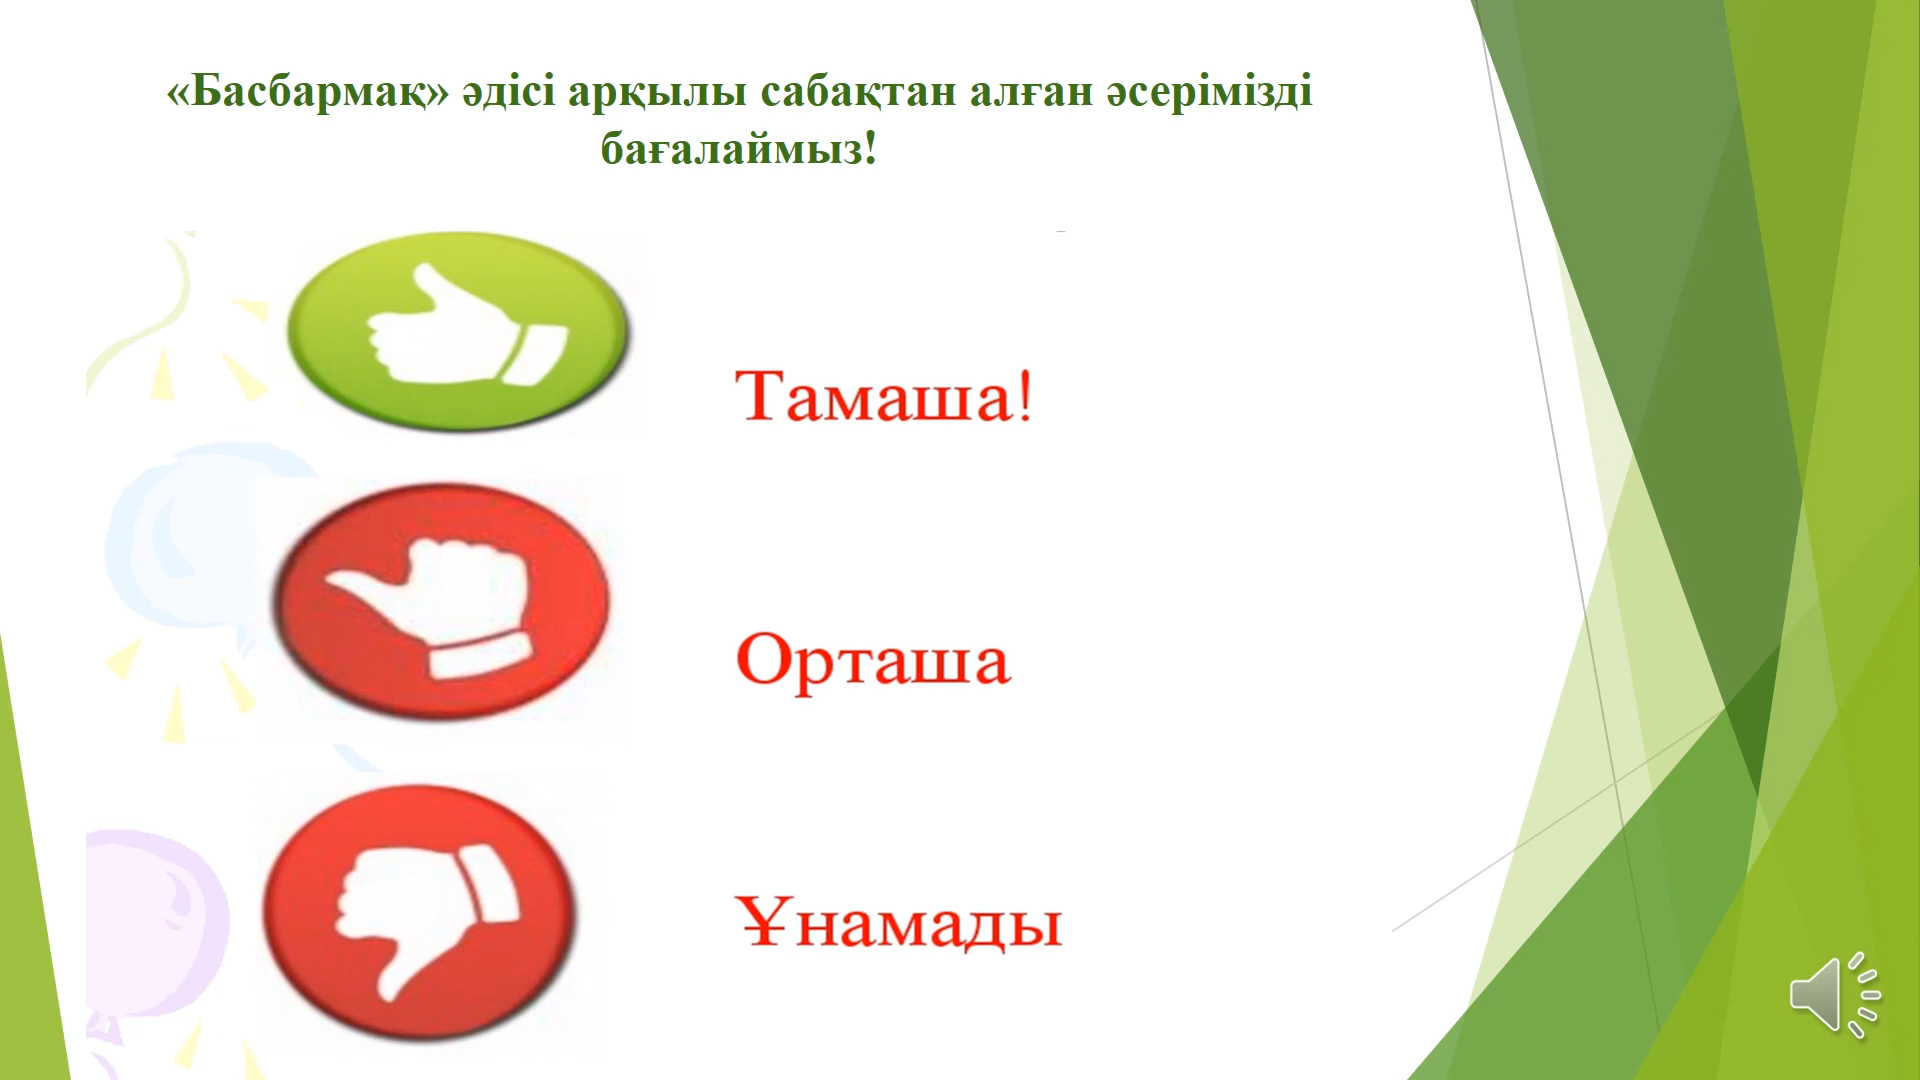 «Басбармақ» әдісі арқылы сабақтан алған әсерімізді
бағалаймыз!
Тамаша!
Орташа
Ұнамады